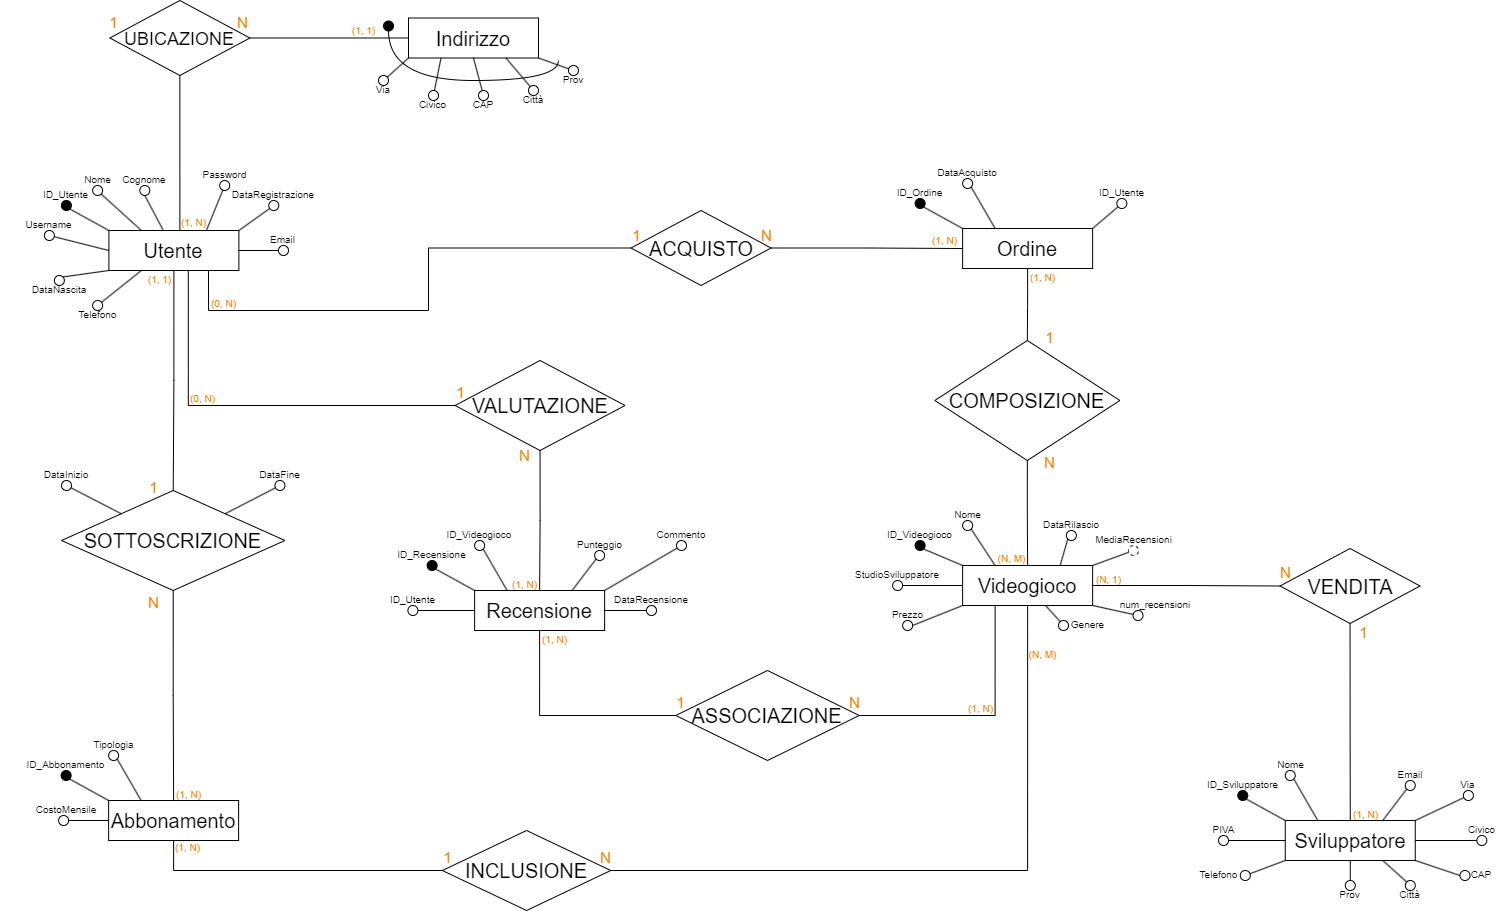 1
N
UBICAZIONE
(1, 1)
Indirizzo
Via
Civico
CAP
Città
Prov
Nome
Cognome
Password
ID_Utente
DataRegistrazione
Username
(1, N)
Utente
Email
(1, 1)
DataNascita
Telefono
(0, N)
1
N
ACQUISTO
(1, N)
DataAcquisto
ID_Ordine
ID_Utente
Ordine
(1, N)
1
COMPOSIZIONE
N
(0, N)
1
VALUTAZIONE
N
DataInizio
DataFine
1
SOTTOSCRIZIONE
N
ID_Videogioco
Commento
ID_Recensione
Punteggio
(1, N)
ID_Utente
DataRecensione
Recensione
(1, N)
Nome
DataRilascio
ID_Videogioco
MediaRecensioni
(N, M)
StudioSviluppatore
Videogioco
(N, 1)
Prezzo
num_recensioni
Genere
N
VENDITA
1
(N, M)
1
N
ASSOCIAZIONE
(1, N)
Tipologia
ID_Abbonamento
(1, N)
CostoMensile
Abbonamento
(1, N)
1
N
INCLUSIONE
Nome
Email
ID_Sviluppatore
Via
(1, N)
PIVA
Civico
Sviluppatore
Telefono
CAP
Prov
Città